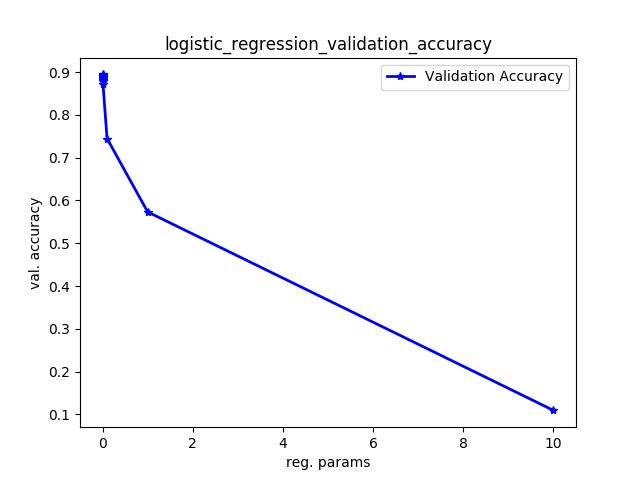 logistic_regression_validation_accuracy
Validation Accuracy
val. accuracy
0.9
0.8
0.7
0.6
0.5
0.4
0.3
0.2
0.1
0 2 4 6 8 10
reg. params